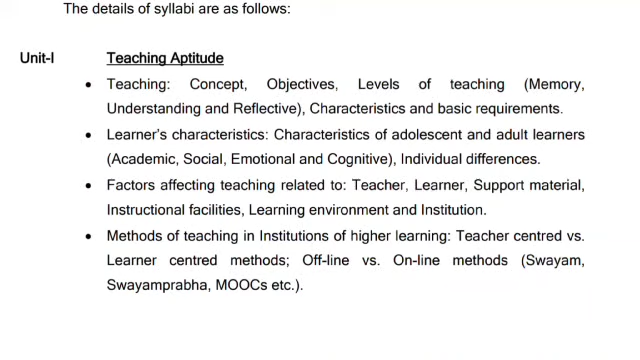 The details of syllabi are as follows:
Unit-I Teaching Aptitude
• Teaching: Concept, Objectives, Levels of teaching (Memory,
Understanding and Reflective), Characteristics and basic requirements.
• Learner's characteristics: Characteristics of adolescent and adult learners
(Academic, Social, Emotional and Cognitive), Individual differences.
• Factors affecting teaching related to: Teacher, Learner, Support material,
Instructional facilities, Learning environment and Institution.
• Methods of teaching in Institutions of higher learning: Teacher centred vs.
Learner centred methods; Off-line vs. On-line methods (Swayam,
Swayamprabha, MOOCs etc.).